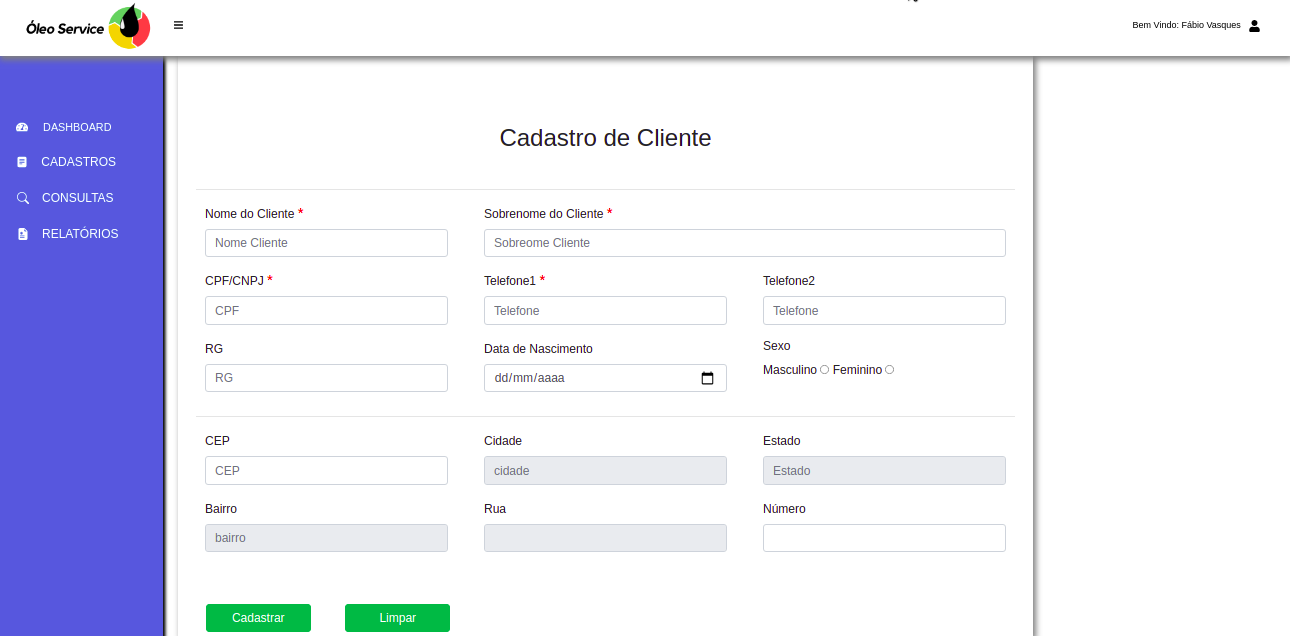 Óleo Service
Bem Vindo: Fábio Vasques
DASHBOARD
CADASTROS
CONSULTAS
RELATÓRIOS
Cadastro de Cliente
Nome do Cliente * Sobrenome do Cliente *
Nome Cliente Sobreome Cliente
CPF/CNPJ * Telefone1 * Telefone2
CPF Telefone Telefone
RG Data de Nascimento Sexo
RG dd/mm/aaaa Masculino Feminino
CEP Cidade Estado
CEP cidade Estado
Bairro Rua Número
bairro
Cadastrar Limpar